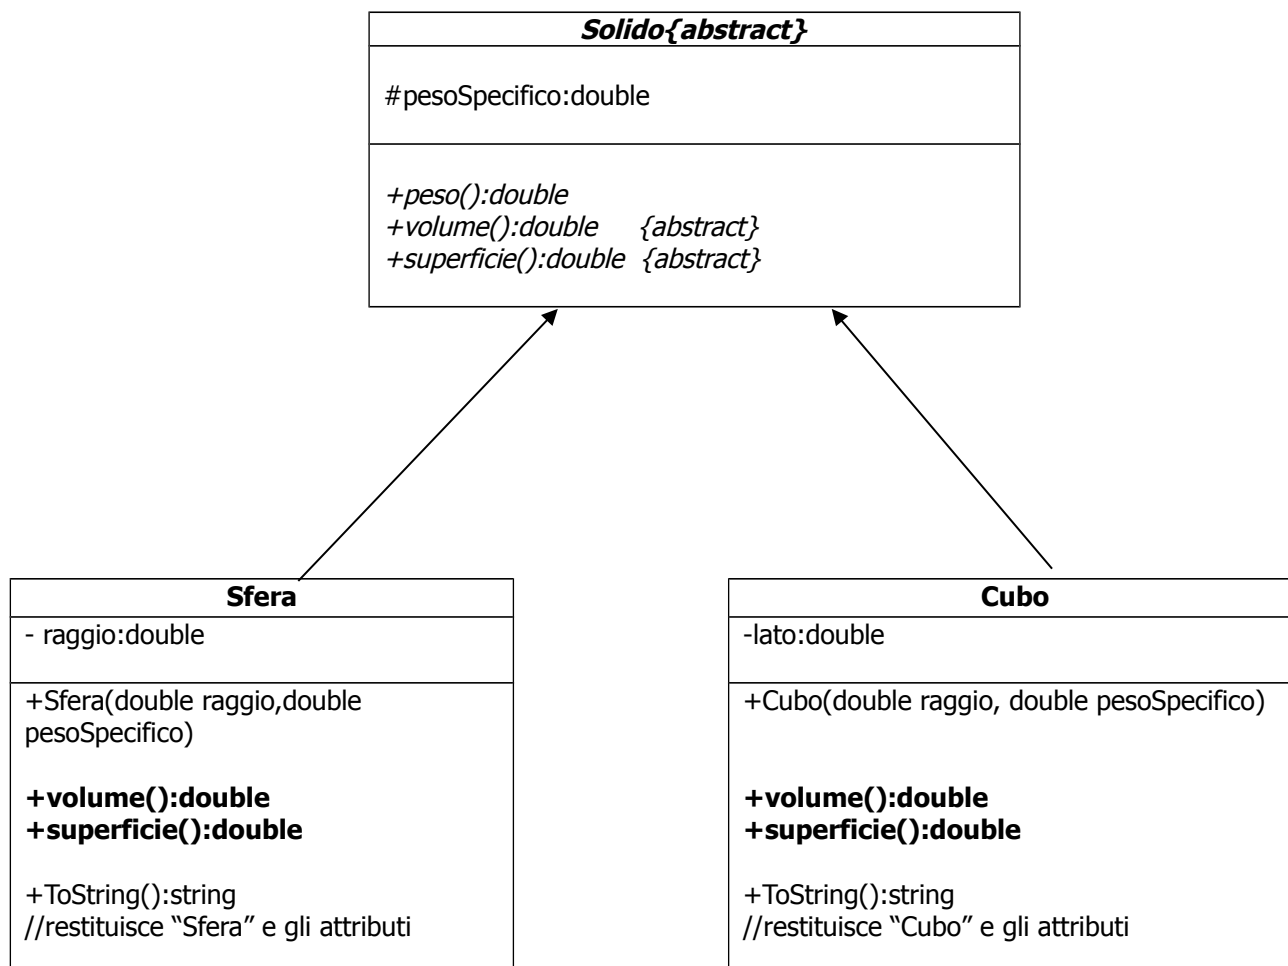 Solido{abstract}
#pesoSpecifico:double
+peso():double
+volume():double {abstract}
+superficie():double {abstract}
Sfera
- raggio:double
+Sfera(double raggio,double
pesoSpecifico)
+volume():double
+superficie():double
+ToString():string
//restituisce “Sfera” e gli attributi
Cubo
-lato:double
+Cubo(double raggio, double pesoSpecifico)
+volume():double
+superficie():double
+ToString():string
//restituisce “Cubo” e gli attributi